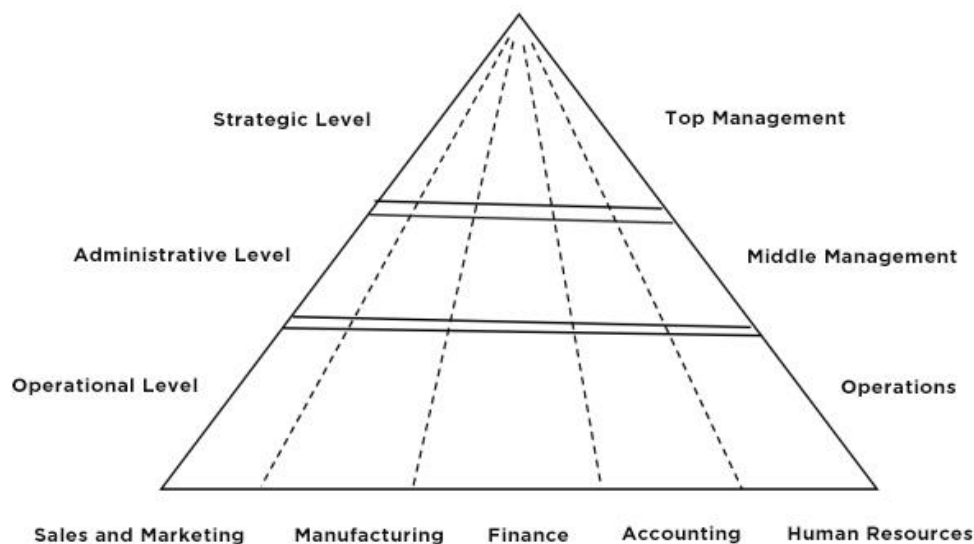 Strategic Level
Top Management
Administrative Level
Middle Management
Operational Level
Operations
Sales and Marketing
Manufacturing
Finance
Accounting
Human Resources